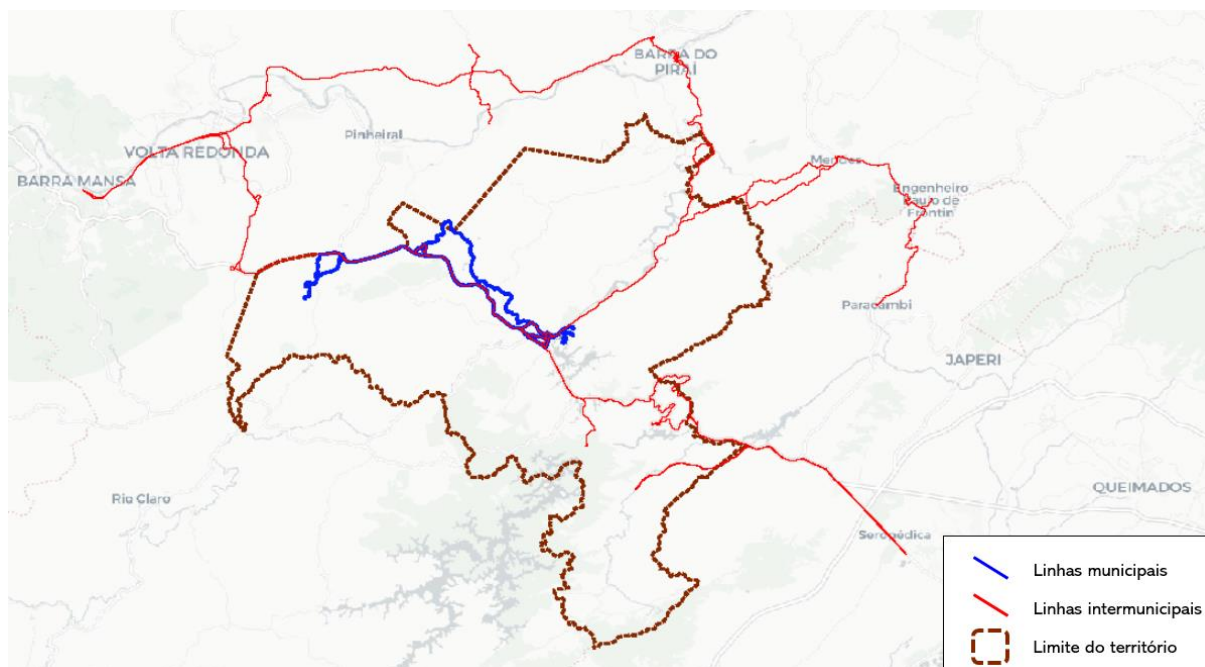 BARRA DO
PIRAÍ
Pinheiral
VOLTA REDONDA
BARRA MANSA
Mendes
Engenheiro
Paulo de
Frontin
Paracambi
JAPERI
Rio Claro
QUEIMADOS
Seropédica
Linhas municipais
Linhas intermunicipais
Limite do território